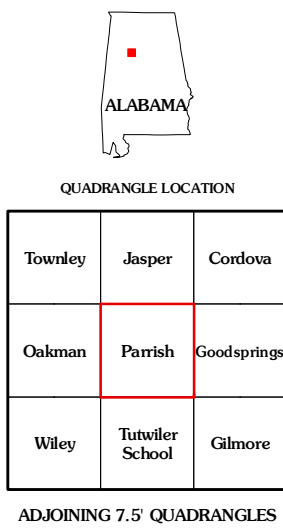 ALABAMA
QUADRANGLE LOCATION
Townley
Jasper
Cordova
Oakman
Parrish
Goodsprings
Wiley
Tutwiler
School
Gilmore
ADJOINING 7.5' QUADRANGLES